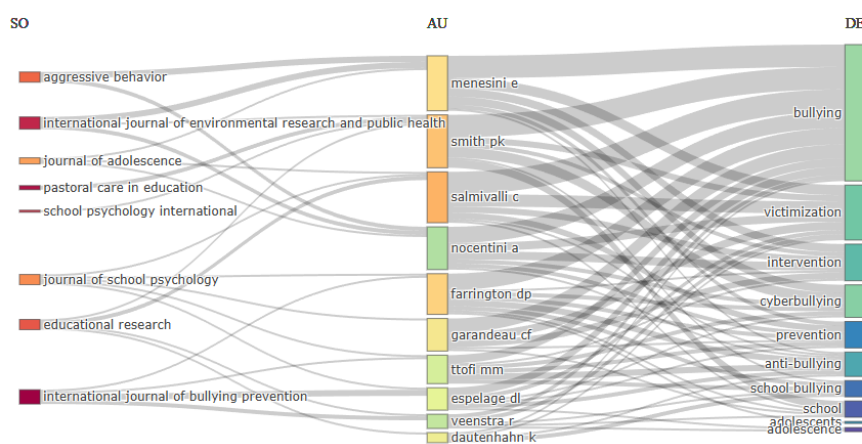 SO
AU
DE
aggressive behavior
international journal of environmental research and public health
journal of adolescence
pastoral care in education
school psychology international
journal of school psychology
educational research
international journal of bullying prevention
menesini e
smith pk
salmivalli c
nocentini a
farrington dp
garandeau cf
ttofi mm
espelage dl
veenstra r
dautenhahn k
bullying
victimization
intervention
cyberbullying
prevention
anti-bullying
school bullying
school
adolescents
adolescence